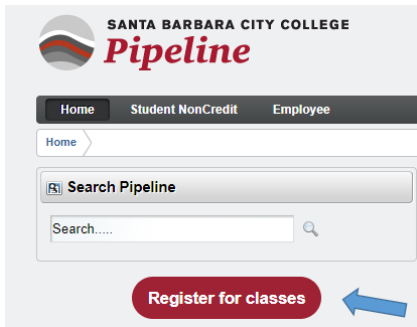 SANTA BARBARA CITY COLLEGE
Pipeline
Home Student NonCredit Employee
Home
Search Pipeline
Search.....
Register for classes